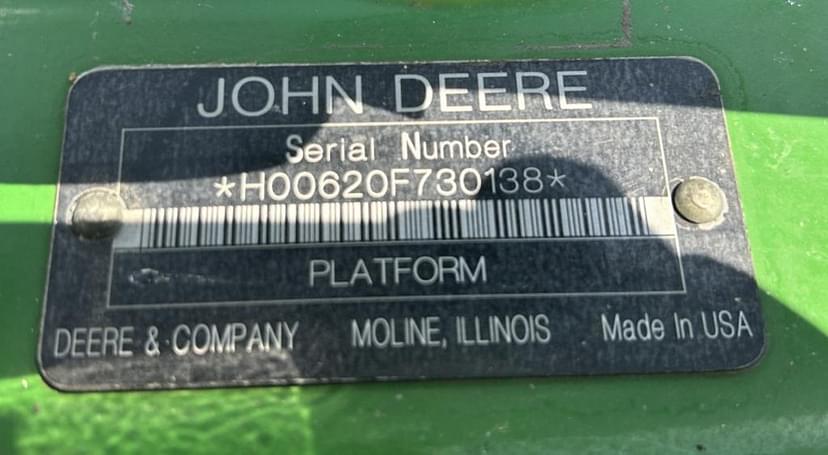 JOHN DEERE
Serial Number
*H00620F730138*
PLATFORM
DEERE & COMPANY MOLINE, ILLINOIS Made In USA